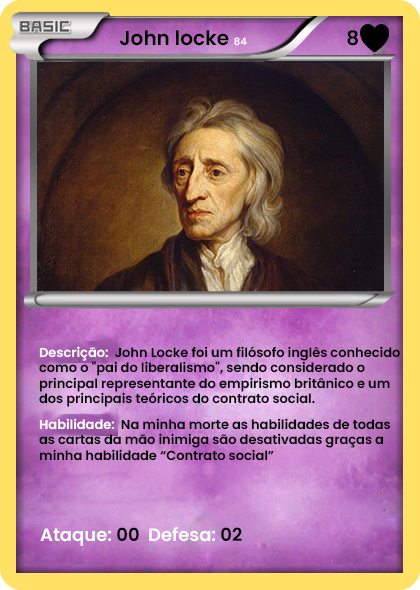 BASIC
John locke 84
8
Descrição: John Locke foi um filósofo inglês conhecido
como o "pai do liberalismo", sendo considerado o
principal representante do empirismo britânico e um
dos principais teóricos do contrato social.
Habilidade: Na minha morte as habilidades de todas
as cartas da mão inimiga são desativadas graças a
minha habilidade “Contrato social”
Ataque: 00 Defesa: 02